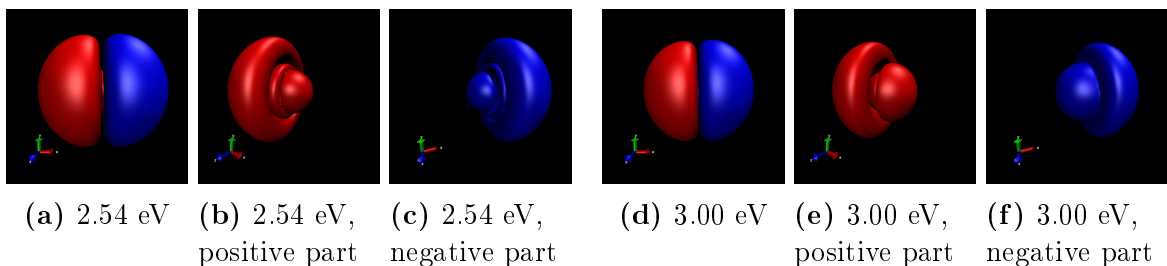 (a) 2.54 eV
(b) 2.54 eV,
positive part
(c) 2.54 eV,
negative part
(d) 3.00 eV
(e) 3.00 eV,
positive part
(f) 3.00 eV,
negative part